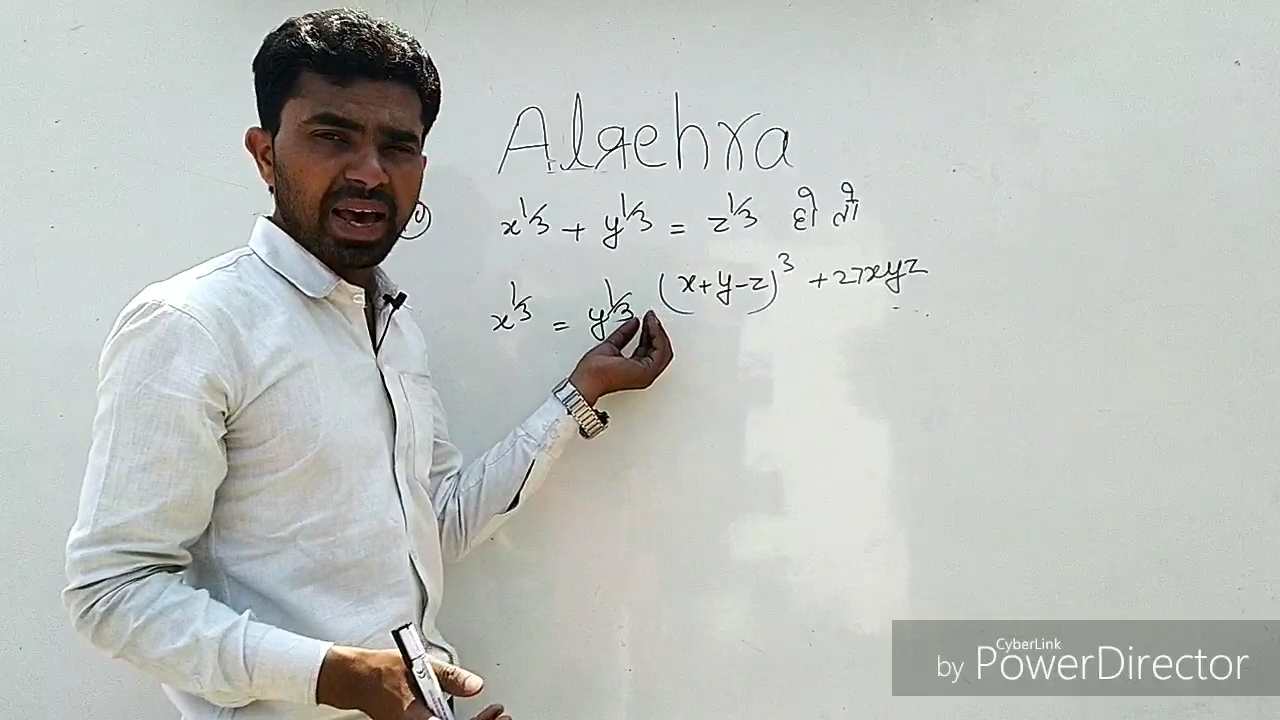 Algebra
x^1/3 + y^1/3 = z^1/3 हो तो
(x+y-z)^3 + 27xyz
x^1/3 = y^1/3
CyberLink
by PowerDirector